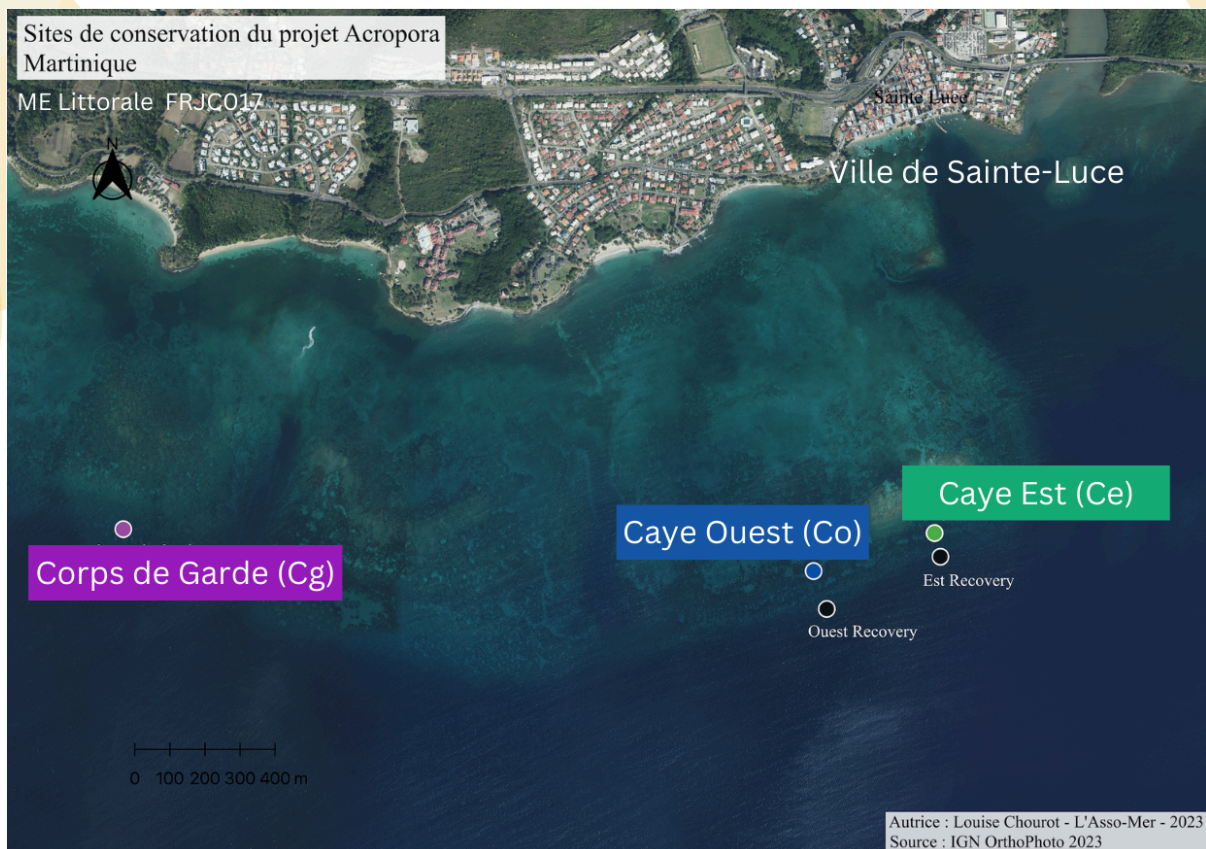 Sites de conservation du projet Acropora
Martinique
ME Littorale FRJC017
N
Sainte Luce
Ville de Sainte-Luce
Caye Est (Ce)
Caye Ouest (Co)
Corps de Garde (Cg)
Est Recovery
Ouest Recovery
0 100 200 300 400 m
Autrice : Louise Chourot - L'Asso-Mer - 2023
Source : IGN OrthoPhoto 2023